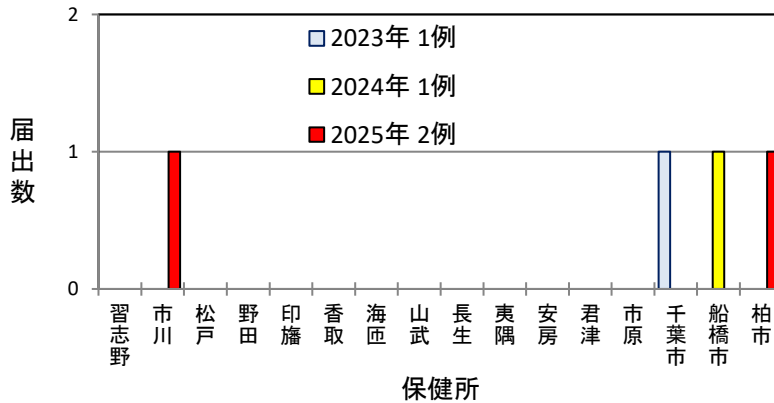 2
2023年 1例
2024年 1例
2025年 2例
届出数
1
0
習志野
市川
松戸
野田
印旛
香取
海匝
山武
長生
夷隅
安房
君津
市原
千葉市
船橋市
柏市
保健所